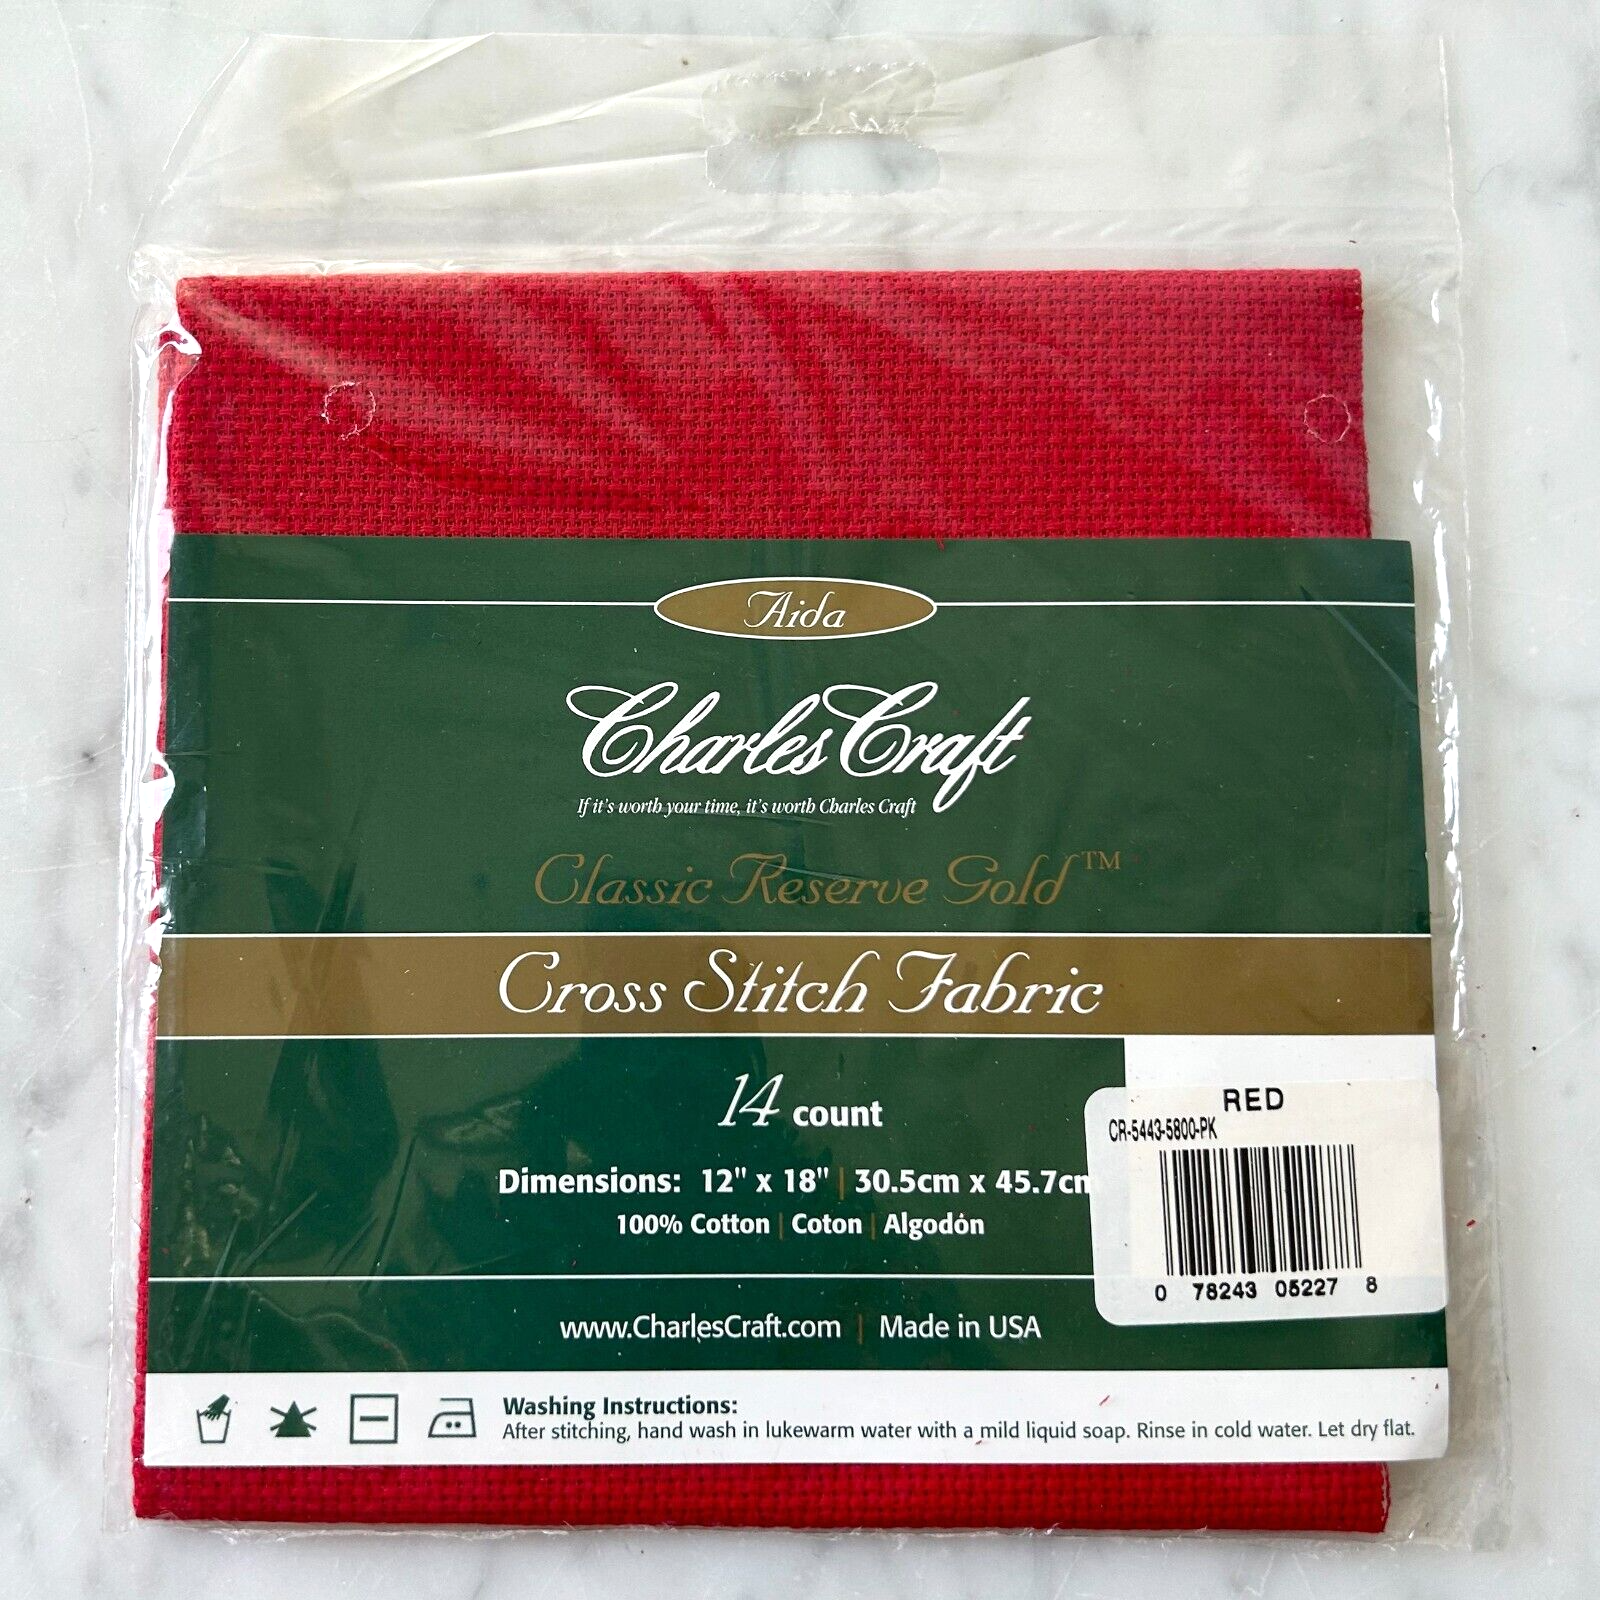 Aida
Charles Craft
If it's worth your time, it's worth Charles Craft
Classic Reserve Gold™
Cross Stitch Fabric
14 count
Dimensions: 12" x 18" | 30.5cm x 45.7cm
100% Cotton | Coton | Algodón
RED
CR-5443-5800-PK
0 78243 05227 8
www.CharlesCraft.com | Made in USA
Washing Instructions:
After stitching, hand wash in lukewarm water with a mild liquid soap. Rinse in cold water. Let dry flat.